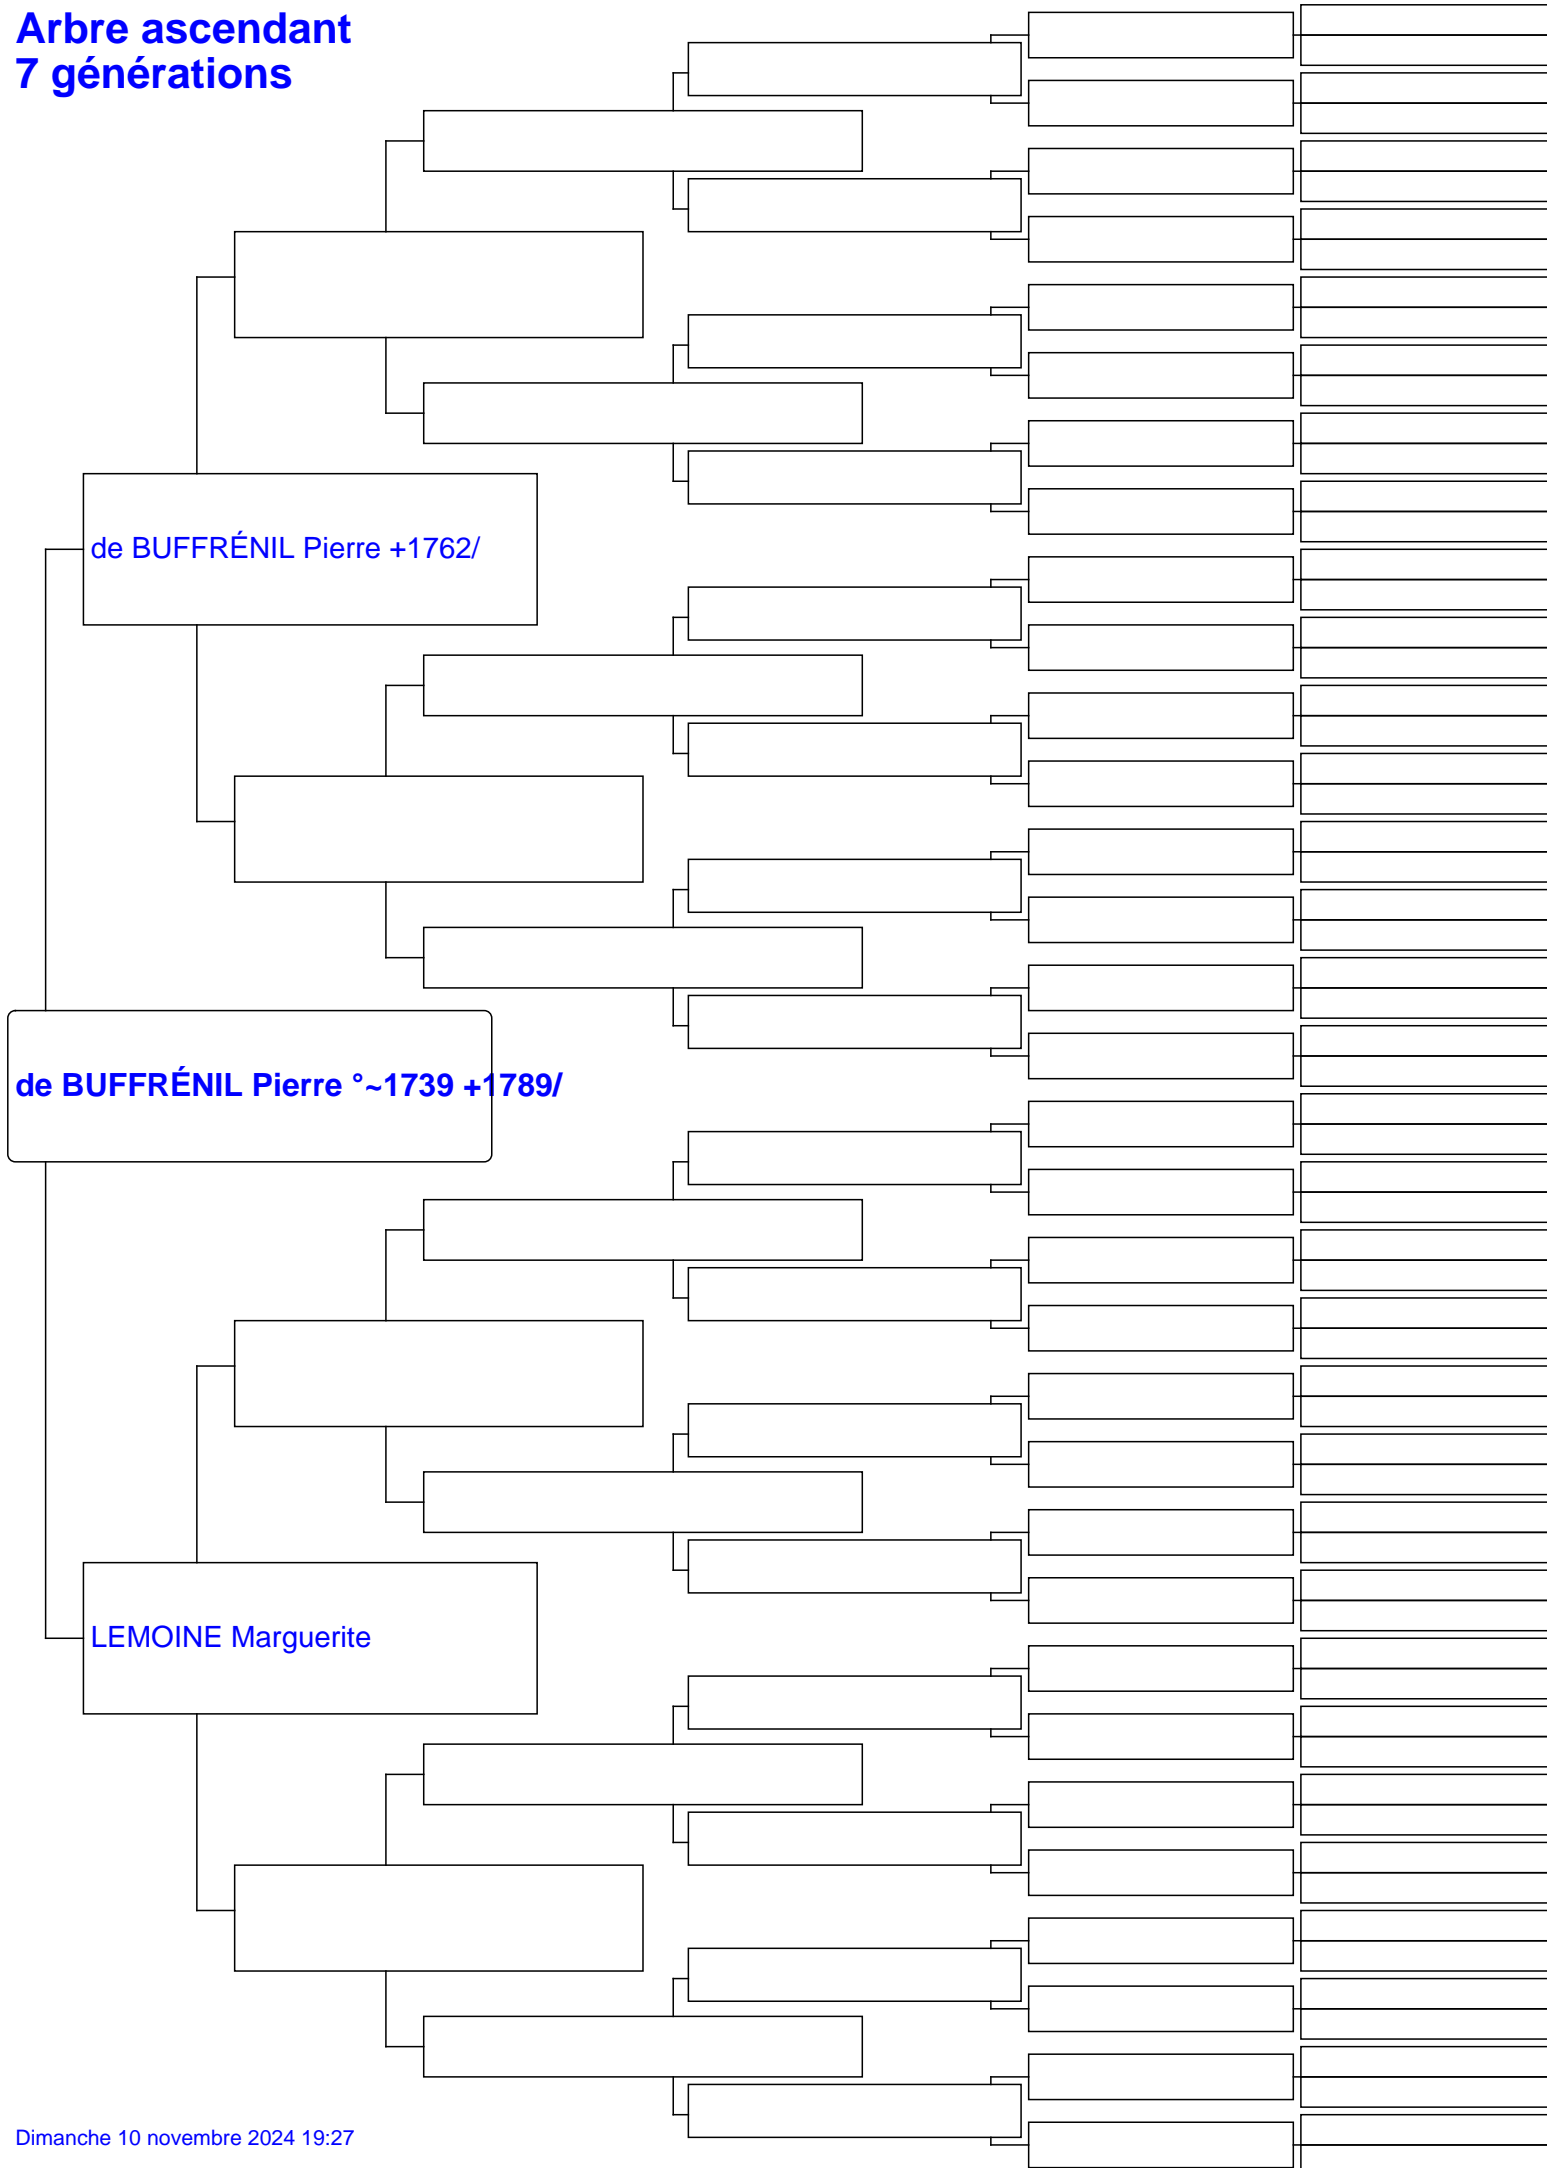 Arbre ascendant
7 générations
de BUFFRÉNIL Pierre +1762/
de BUFFRÉNIL Pierre °~1739 +1789/
LEMOINE Marguerite
Dimanche 10 novembre 2024 19:27